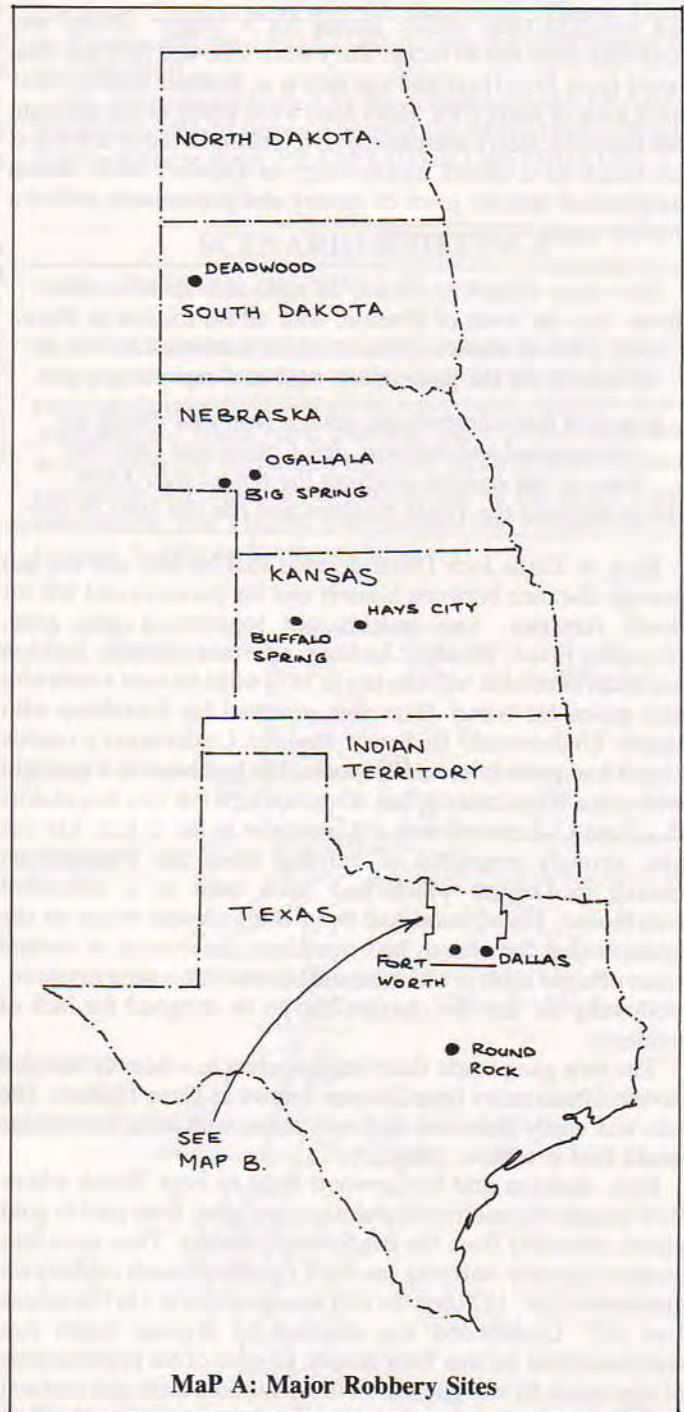 NORTH DAKOTA
DEADWOOD
SOUTH DAKOTA
NEBRASKA
OGALLALA
BIG SPRING
KANSAS
HAYS CITY
BUFFALO
SPRING
INDIAN
TERRITORY
TEXAS
FORT
WORTH
DALLAS
ROUND
ROCK
SEE
MAP B.
MaP A: Major Robbery Sites